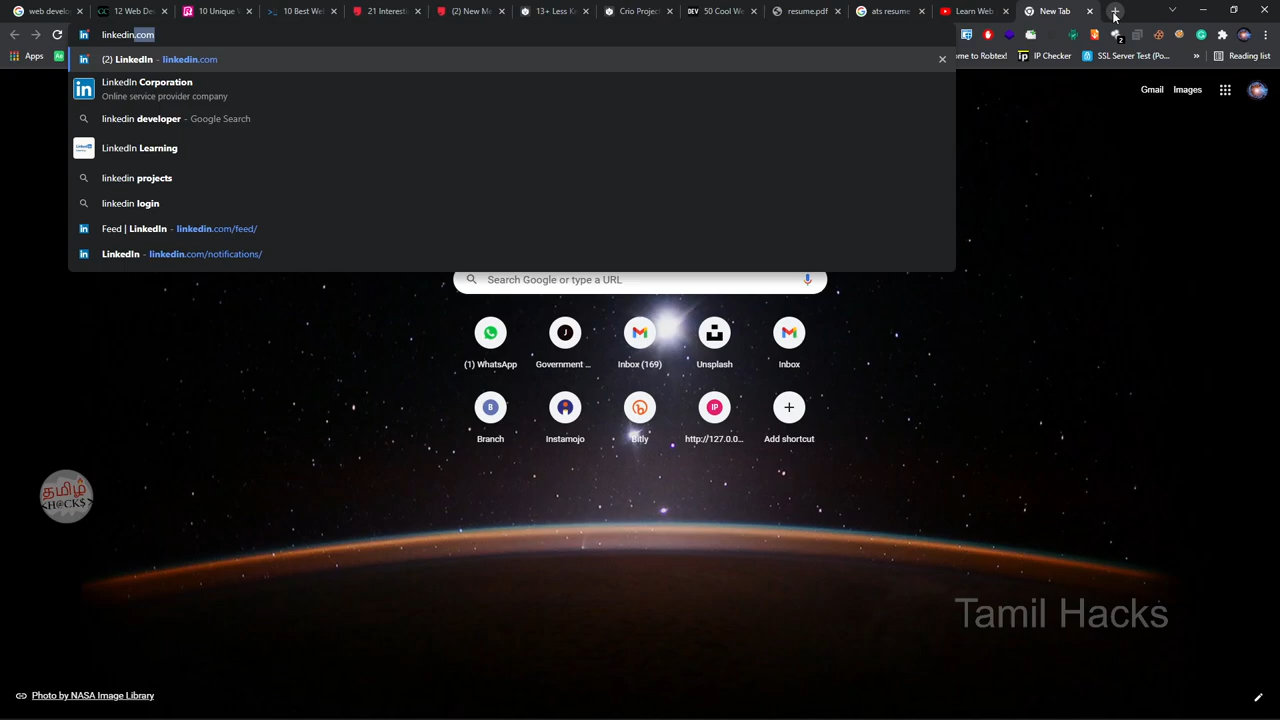 web develo
12 Web De
10 Unique
10 Best Web
21 Interesti
(2) New Me
13+ Less K
Crio Projec
50 Cool We
resume.pdf
ats resume
Learn Web
New Tab
linkedin.com
Apps
to Robtex!
IP Checker
SSL Server Test (Po...
Reading list
(2) LinkedIn - linkedin.com
LinkedIn Corporation
Online service provider company
linkedin developer - Google Search
LinkedIn Learning
linkedin projects
linkedin login
Feed | LinkedIn - linkedin.com/feed/
LinkedIn - linkedin.com/notifications/
Gmail Images
Search Google or type a URL
(1) WhatsApp Government ... Inbox (169) Unsplash Inbox
Branch Instamojo Bitly http://127.0.0... Add shortcut
தமிழ்
<H@CK$>
Tamil Hacks
Photo by NASA Image Library